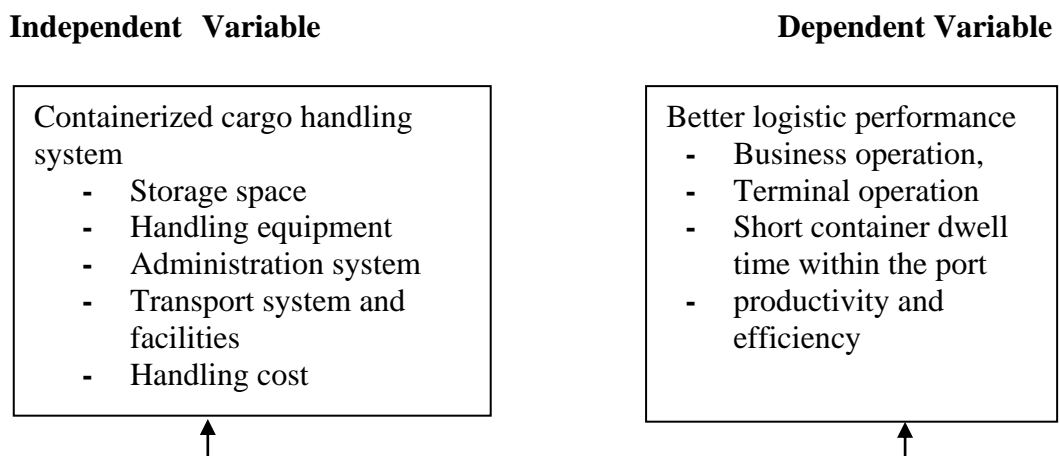 Independent Variable
Dependent Variable
Containerized cargo handling
system
- Storage space
- Handling equipment
- Administration system
- Transport system and
facilities
- Handling cost
Better logistic performance
- Business operation,
- Terminal operation
- Short container dwell
time within the port
- productivity and
efficiency